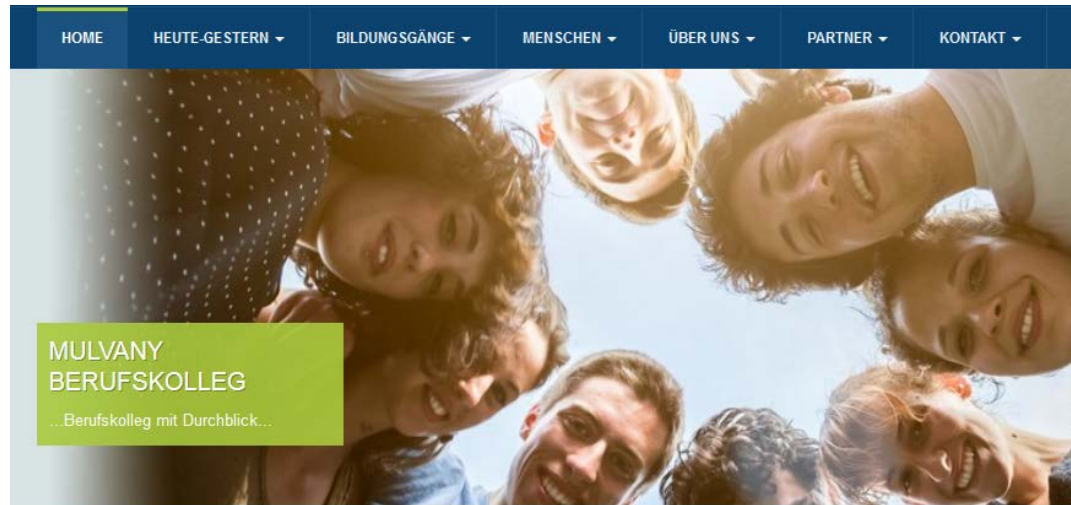 HOME HEUTE-GESTERN BILDUNGSGÄNGE MENSCHEN ÜBER UNS PARTNER KONTAKT
MULVANY
BERUFSKOLLEG
...Berufskolleg mit Durchblick...